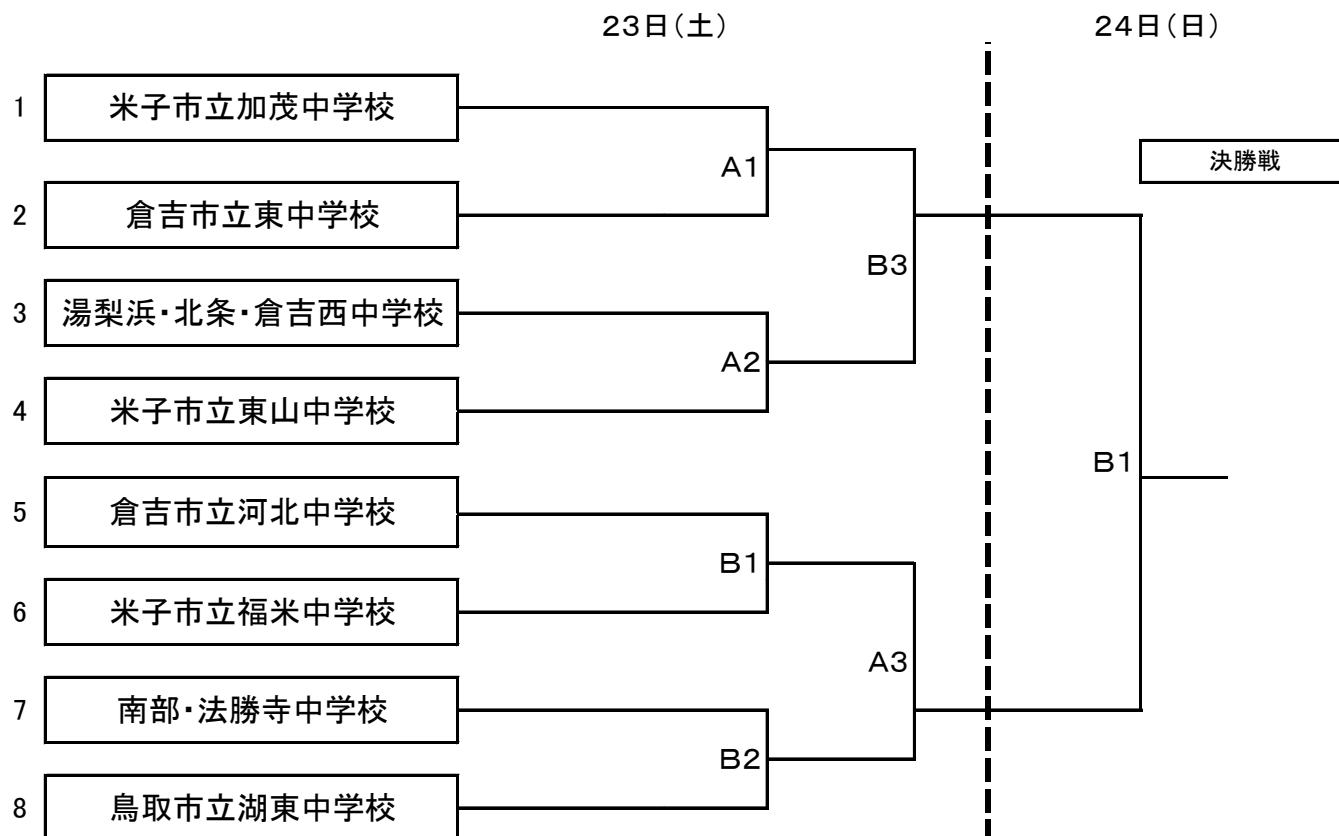 23日(土)
24日(日)
1 米子市立加茂中学校
決勝戦
A1
2 倉吉市立東中学校
B3
3 湯梨浜・北条・倉吉西中学校
A2
4 米子市立東山中学校
B1
5 倉吉市立河北中学校
B1
6 米子市立福米中学校
A3
7 南部・法勝寺中学校
B2
8 鳥取市立湖東中学校